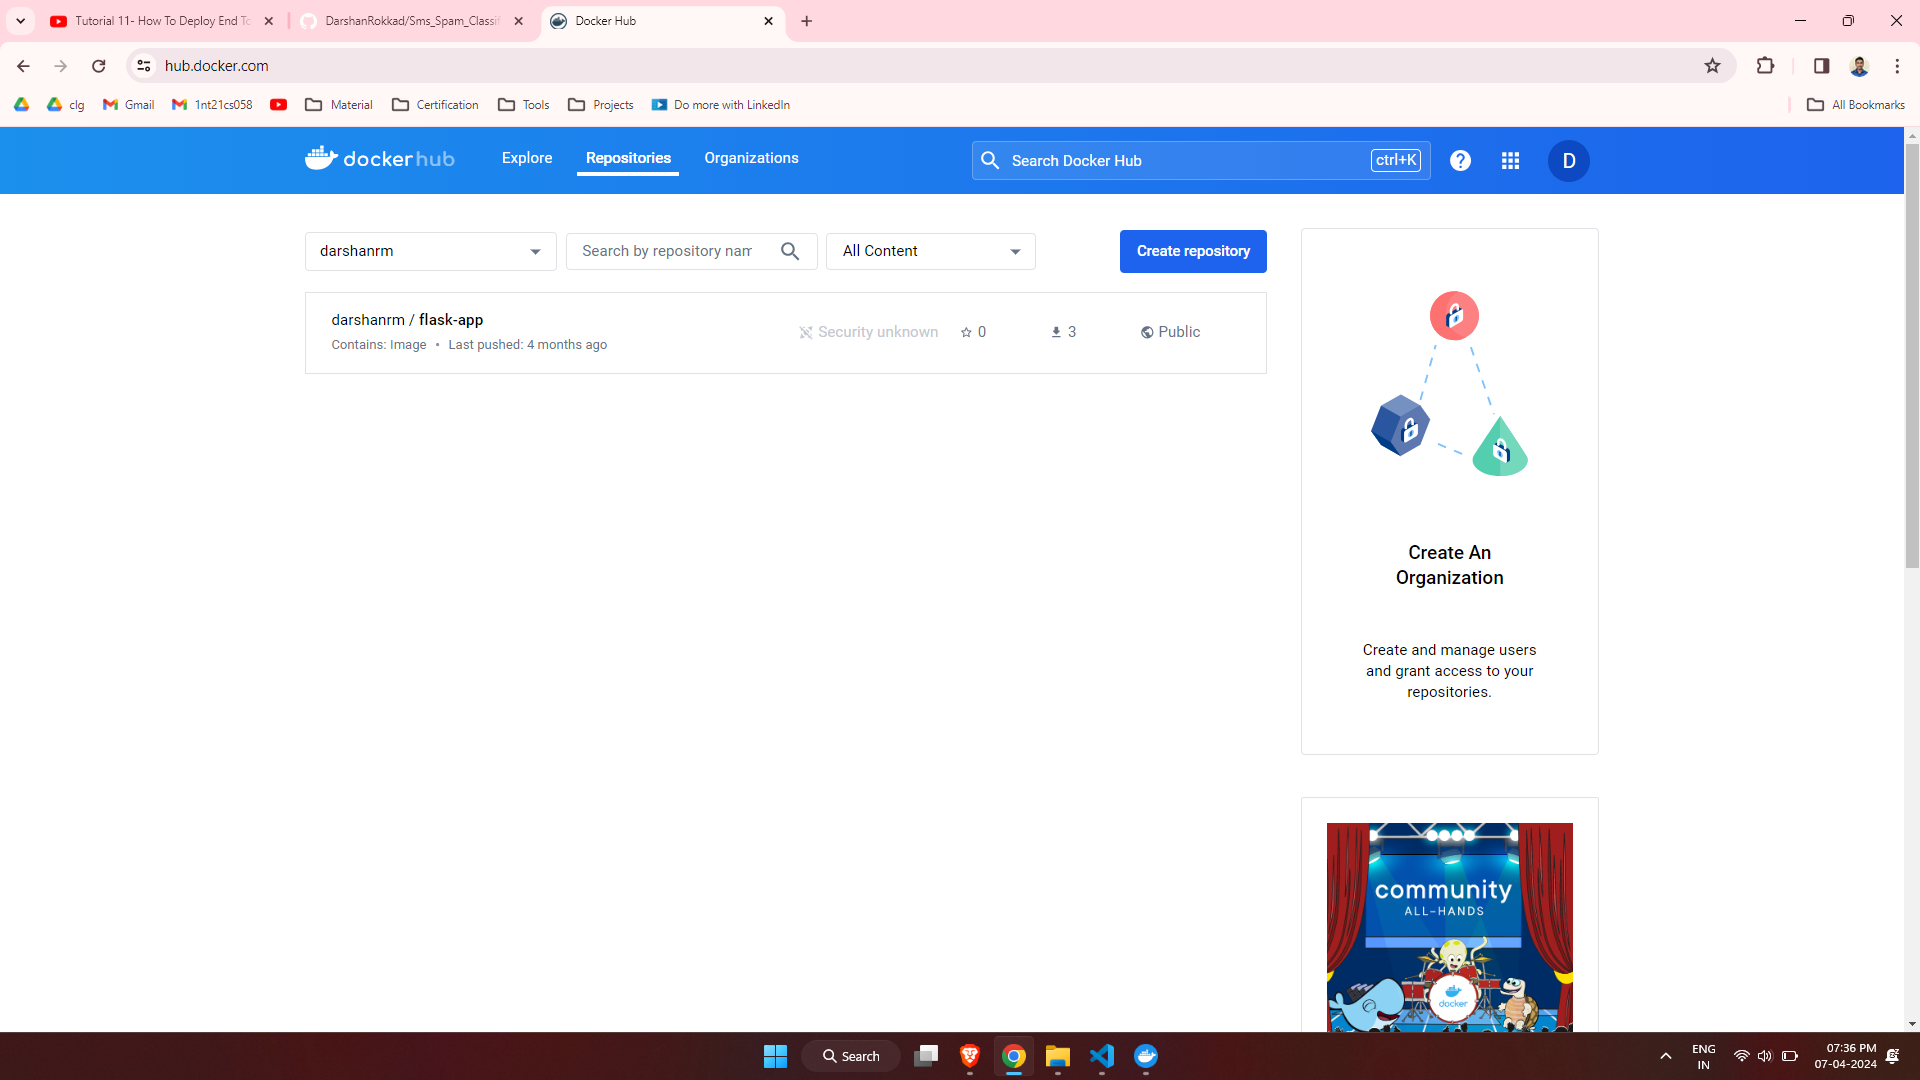 Tutorial 11- How To Deploy End To
DarshanRokkad/Sms_Spam_Classif
Docker Hub
hub.docker.com
clg
Gmail
1nt21cs058
Material
Certification
Tools
Projects
Do more with LinkedIn
All Bookmarks
docker hub
Explore
Repositories
Organizations
Search Docker Hub
ctrl+K
?
D
darshanrm
Search by repository nam
All Content
Create repository
darshanrm / flask-app
Contains: Image • Last pushed: 4 months ago
Security unknown
0
3
Public
Create An
Organization
Create and manage users
and grant access to your
repositories.
community
ALL-HANDS
docker
Search
ENG
IN
07:36 PM
07-04-2024